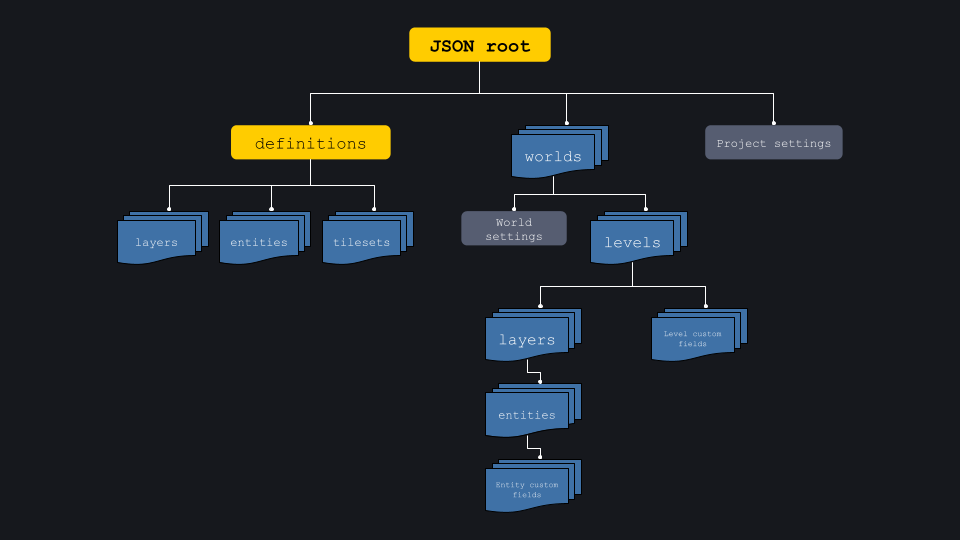 JSON root
definitions
worlds
Project settings
layers
entities
tilesets
World
settings
levels
layers
Level custom
fields
entities
Entity custom
fields